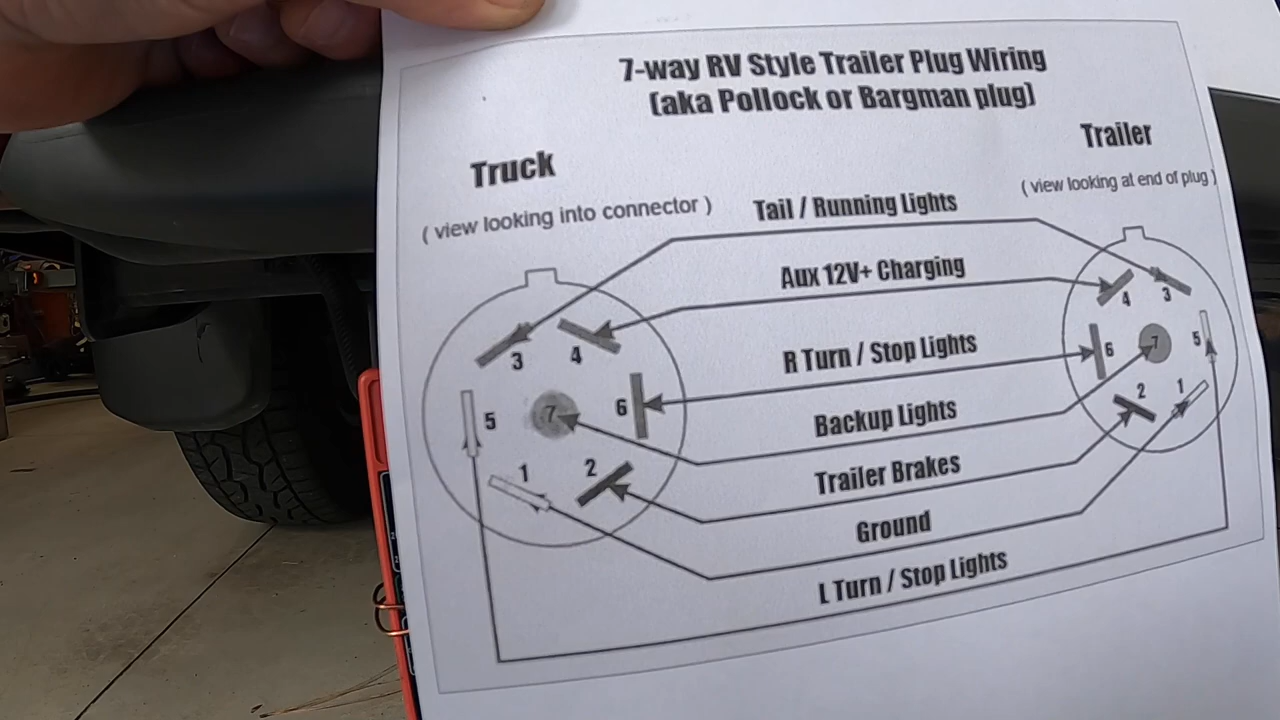 7-way RV Style Trailer Plug Wiring
(aka Pollock or Bargman plug)
Truck
Trailer
( view looking into connector )
( view looking at end of plug )
Tail / Running Lights
Aux 12V+ Charging
R Turn / Stop Lights
Backup Lights
Trailer Brakes
Ground
L Turn / Stop Lights
3
4
5
7
6
1
2
4
3
6
7
5
2
1